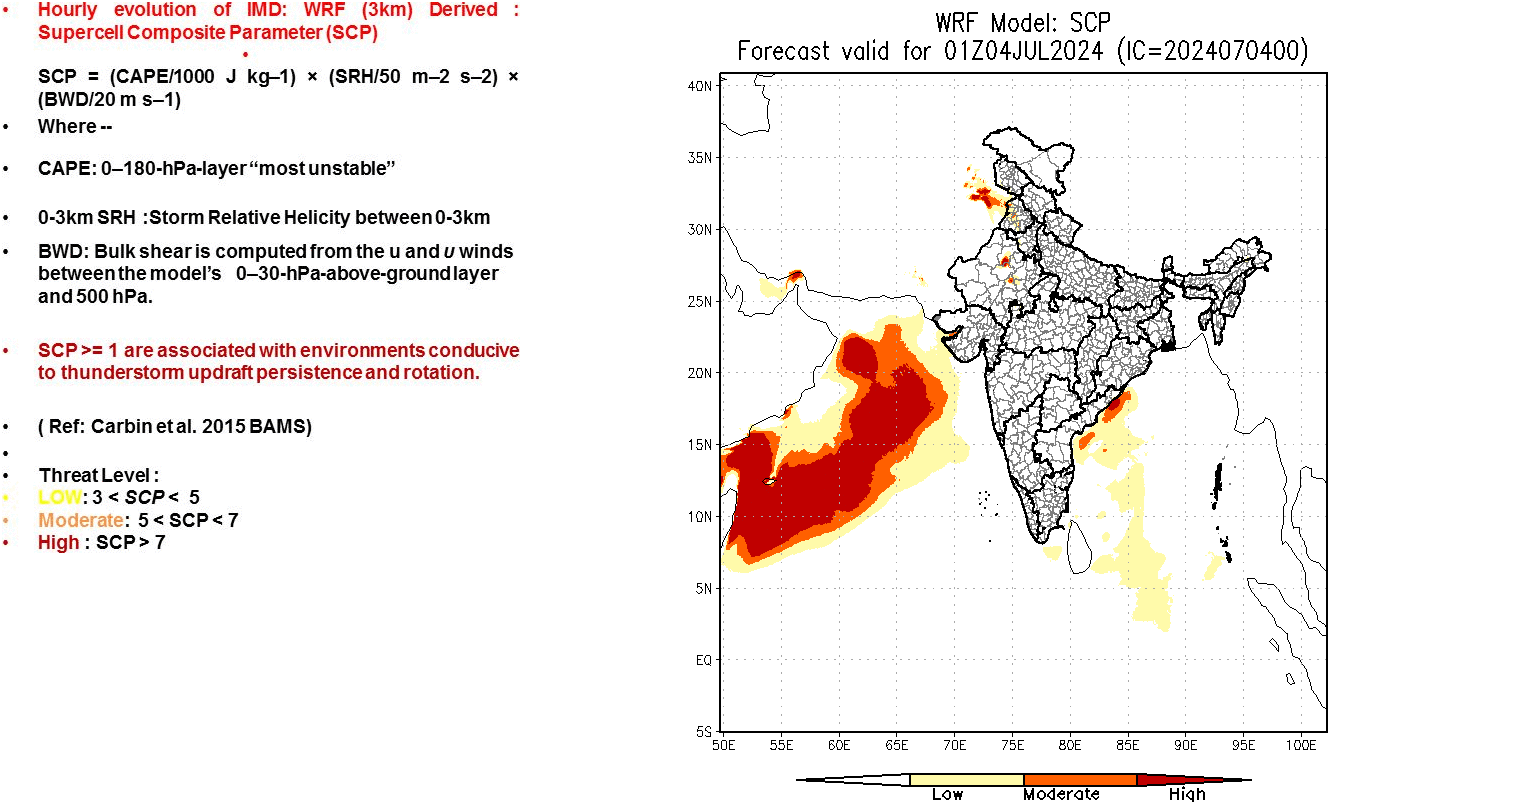 • Hourly evolution of IMD: WRF (3km) Derived :
Supercell Composite Parameter (SCP)
•
SCP = (CAPE/1000 J kg–1) × (SRH/50 m–2 s–2) ×
(BWD/20 m s–1)
• Where --
• CAPE: 0–180-hPa-layer “most unstable”
• 0-3km SRH :Storm Relative Helicity between 0-3km
• BWD: Bulk shear is computed from the u and υ winds
between the model’s 0–30-hPa-above-ground layer
and 500 hPa.
• SCP >= 1 are associated with environments conducive
to thunderstorm updraft persistence and rotation.
• ( Ref: Carbin et al. 2015 BAMS)
•
• Threat Level :
• LOW: 3 < SCP < 5
• Moderate: 5 < SCP < 7
• High : SCP > 7
WRF Model: SCP
Forecast valid for 01Z04JUL2024 (IC=2024070400)
40N
35N
30N
25N
20N
15N
10N
5N
EQ
5S
50E 55E 60E 65E 70E 75E 80E 85E 90E 95E 100E
Low Moderate High